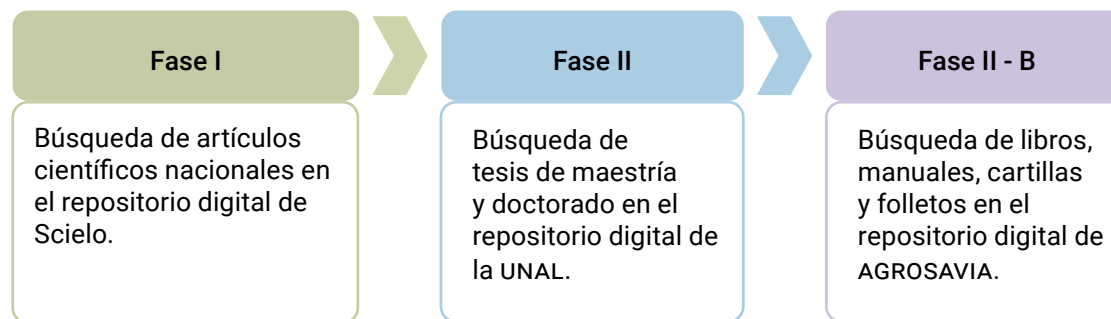 Fase I
Búsqueda de artículos
científicos nacionales en
el repositorio digital de
Scielo.
Fase II
Búsqueda de
tesis de maestría
y doctorado en el
repositorio digital de
la UNAL.
Fase II - B
Búsqueda de libros,
manuales, cartillas
y folletos en el
repositorio digital de
AGROSAVIA.